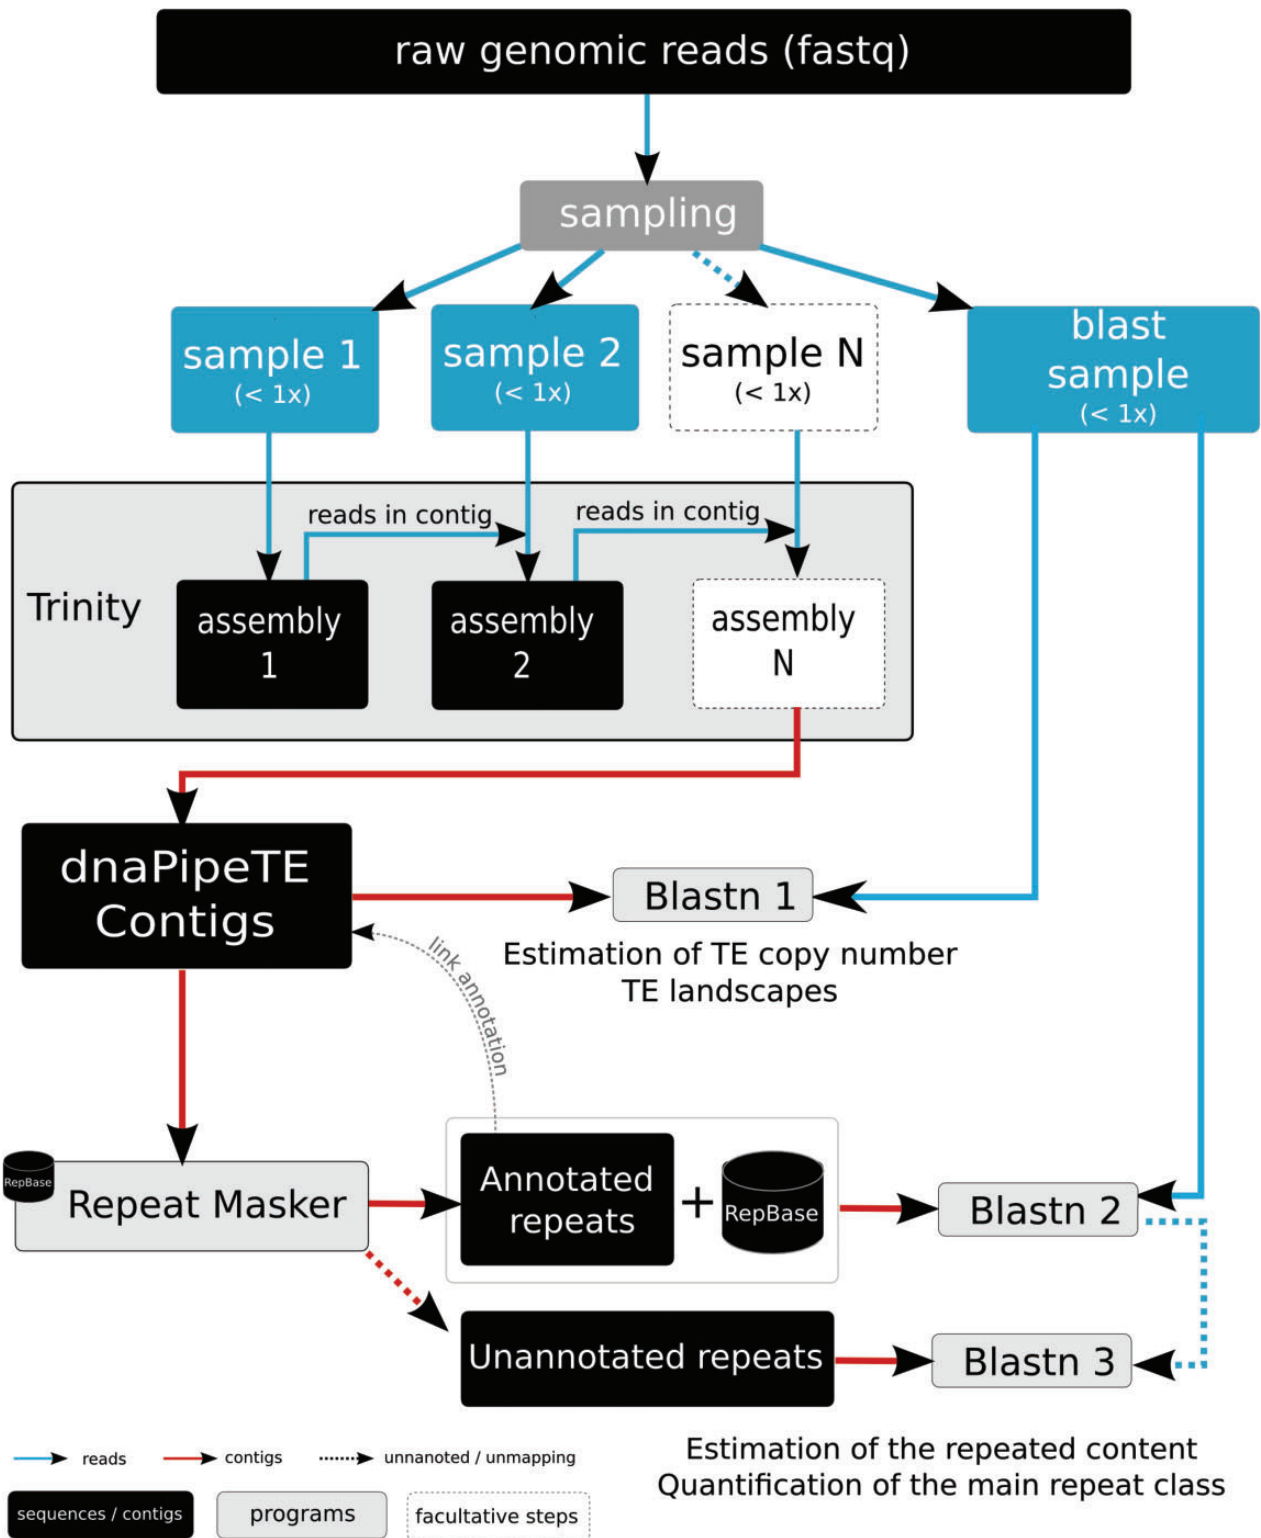 raw genomic reads (fastq)
sampling
sample 1
(< 1x)
sample 2
(< 1x)
sample N
(< 1x)
blast
sample
(< 1x)
reads in contig
reads in contig
Trinity
assembly
1
assembly
2
assembly
N
dnaPipeTE
Contigs
Blastn 1
Estimation of TE copy number
TE landscapes
link annotation
RepBase
Repeat Masker
Annotated
repeats
+
RepBase
Blastn 2
Unannotated repeats
Blastn 3
reads
contigs
unnanoted / unmapping
sequences / contigs
programs
facultative steps
Estimation of the repeated content
Quantification of the main repeat class